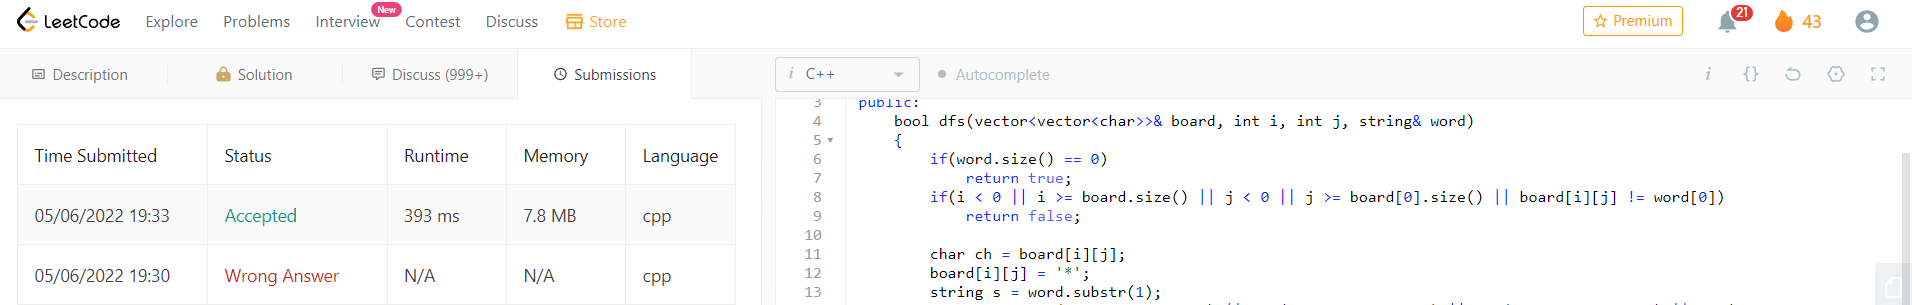 LeetCode Explore Problems Interview New Contest Discuss Store Premium 21 43
Description Solution Discuss (999+) Submissions
i C++ Autocomplete i {}
Time Submitted Status Runtime Memory Language
05/06/2022 19:33 Accepted 393 ms 7.8 MB cpp
05/06/2022 19:30 Wrong Answer N/A N/A cpp
3 public:
4 bool dfs(vector<vector<char>>& board, int i, int j, string& word)
5 {
6 if(word.size() == 0)
7 return true;
8 if(i < 0 || i >= board.size() || j < 0 || j >= board[0].size() || board[i][j] != word[0])
9 return false;
10
11 char ch = board[i][j];
12 board[i][j] = '*';
13 string s = word.substr(1);